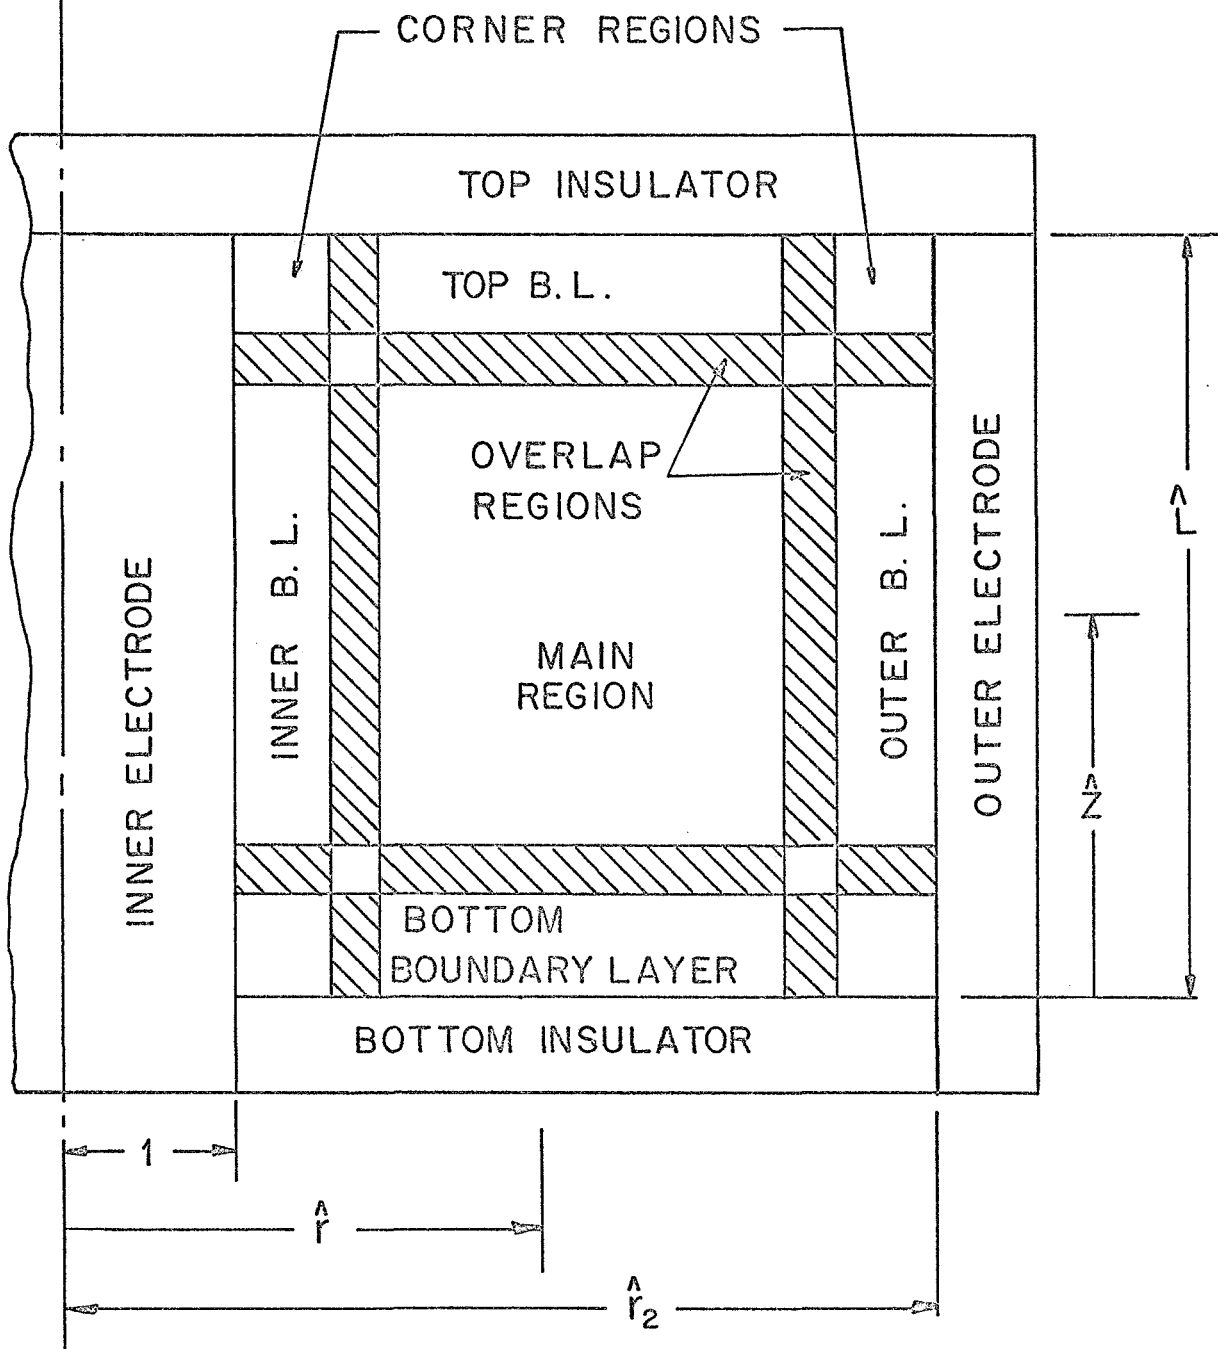 CORNER REGIONS
TOP INSULATOR
TOP B. L.
OVERLAP
REGIONS
INNER ELECTRODE
INNER B. L.
MAIN
REGION
OUTER B. L.
OUTER ELECTRODE
L̂
ẑ
BOTTOM
BOUNDARY LAYER
BOTTOM INSULATOR
1
r̂
r̂₂